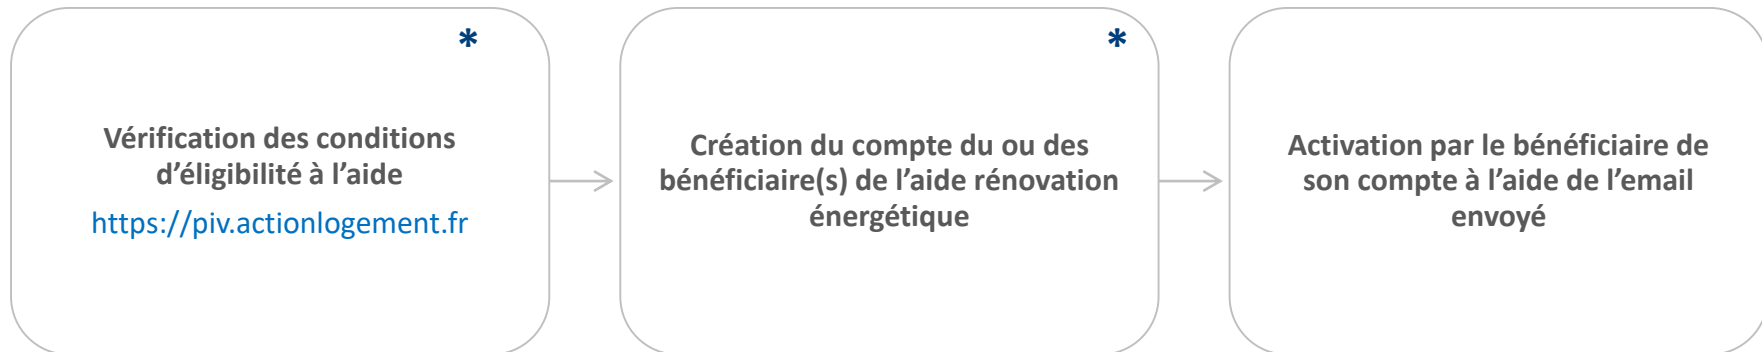 *
Vérification des conditions
d’éligibilité à l’aide
https://piv.actionlogement.fr
*
Création du compte du ou des
bénéficiaire(s) de l’aide rénovation
énergétique
Activation par le bénéficiaire de
son compte à l’aide de l’email
envoyé